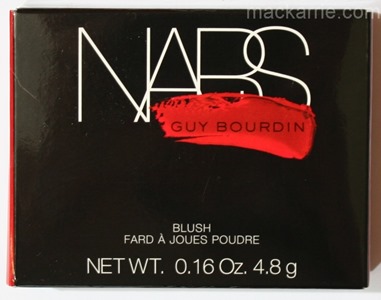 mackarrie.com
NARS
GUY BOURDIN
BLUSH
FARD À JOUES POUDRE
NET WT. 0.16 Oz. 4.8 g